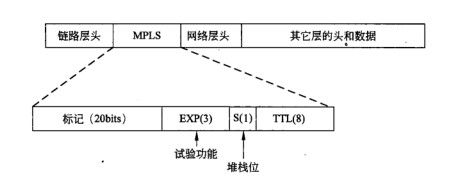 链路层头 MPLS 网络层头 其它层的头和数据
标记（20bits） EXP(3) S(1) TTL(8)
试验功能
堆栈位